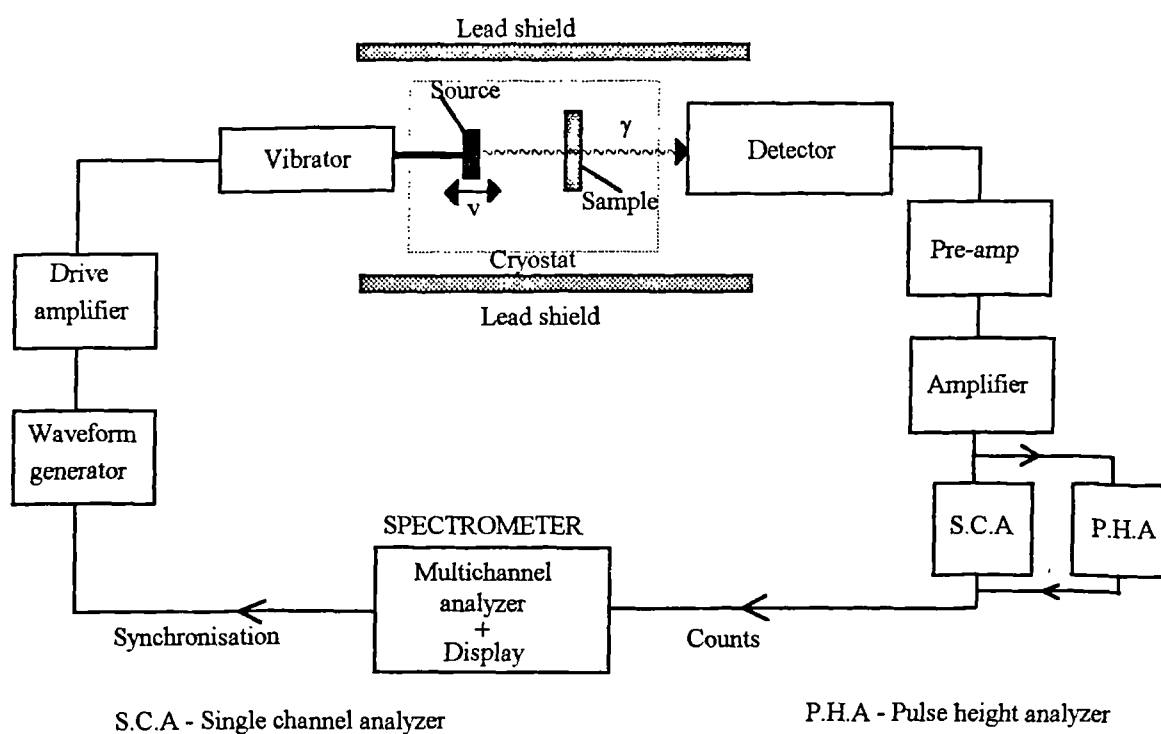 Lead shield
Source
γ
Vibrator
Detector
v
Sample
Cryostat
Lead shield
Pre-amp
Drive
amplifier
Amplifier
Waveform
generator
S.C.A
P.H.A
SPECTROMETER
Multichannel
analyzer
+
Display
Synchronisation
Counts
S.C.A - Single channel analyzer
P.H.A - Pulse height analyzer